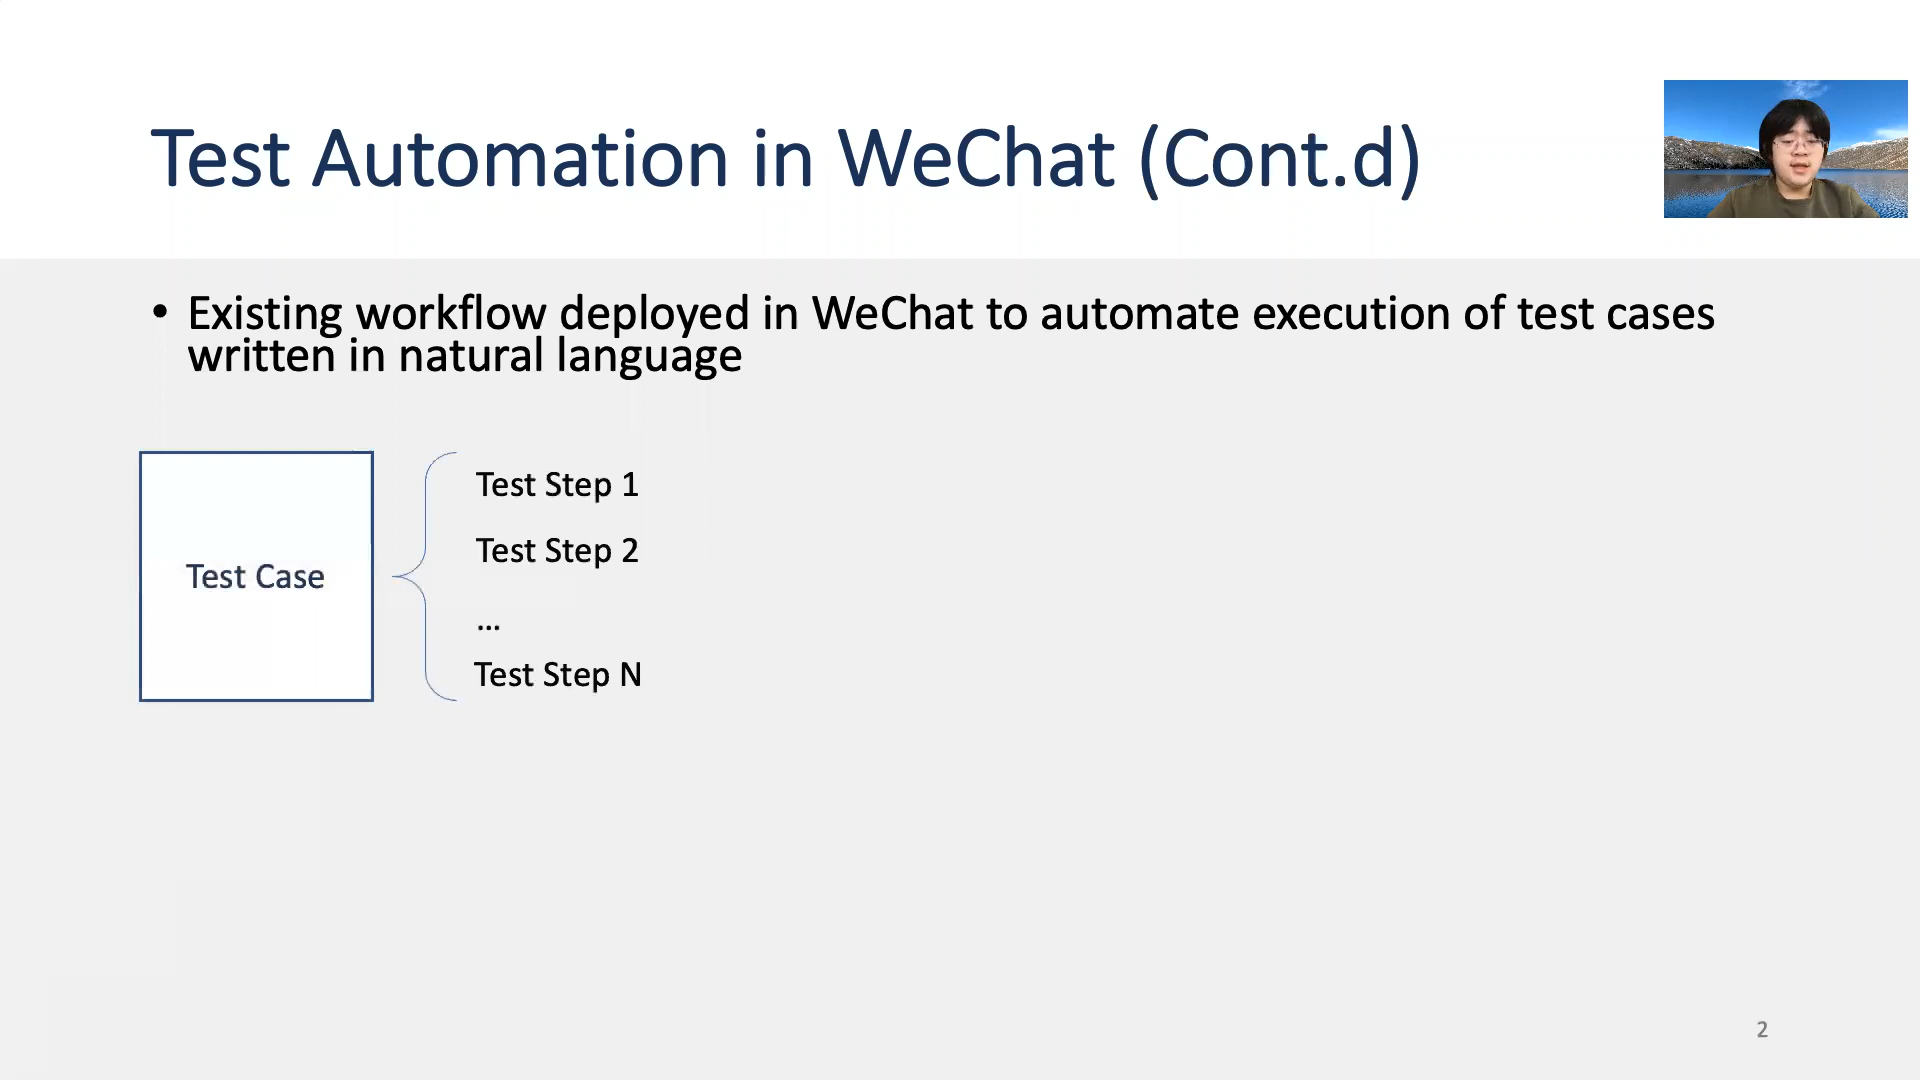 Test Automation in WeChat (Cont.d)
• Existing workflow deployed in WeChat to automate execution of test cases
written in natural language
Test Case
Test Step 1
Test Step 2
...
Test Step N
2